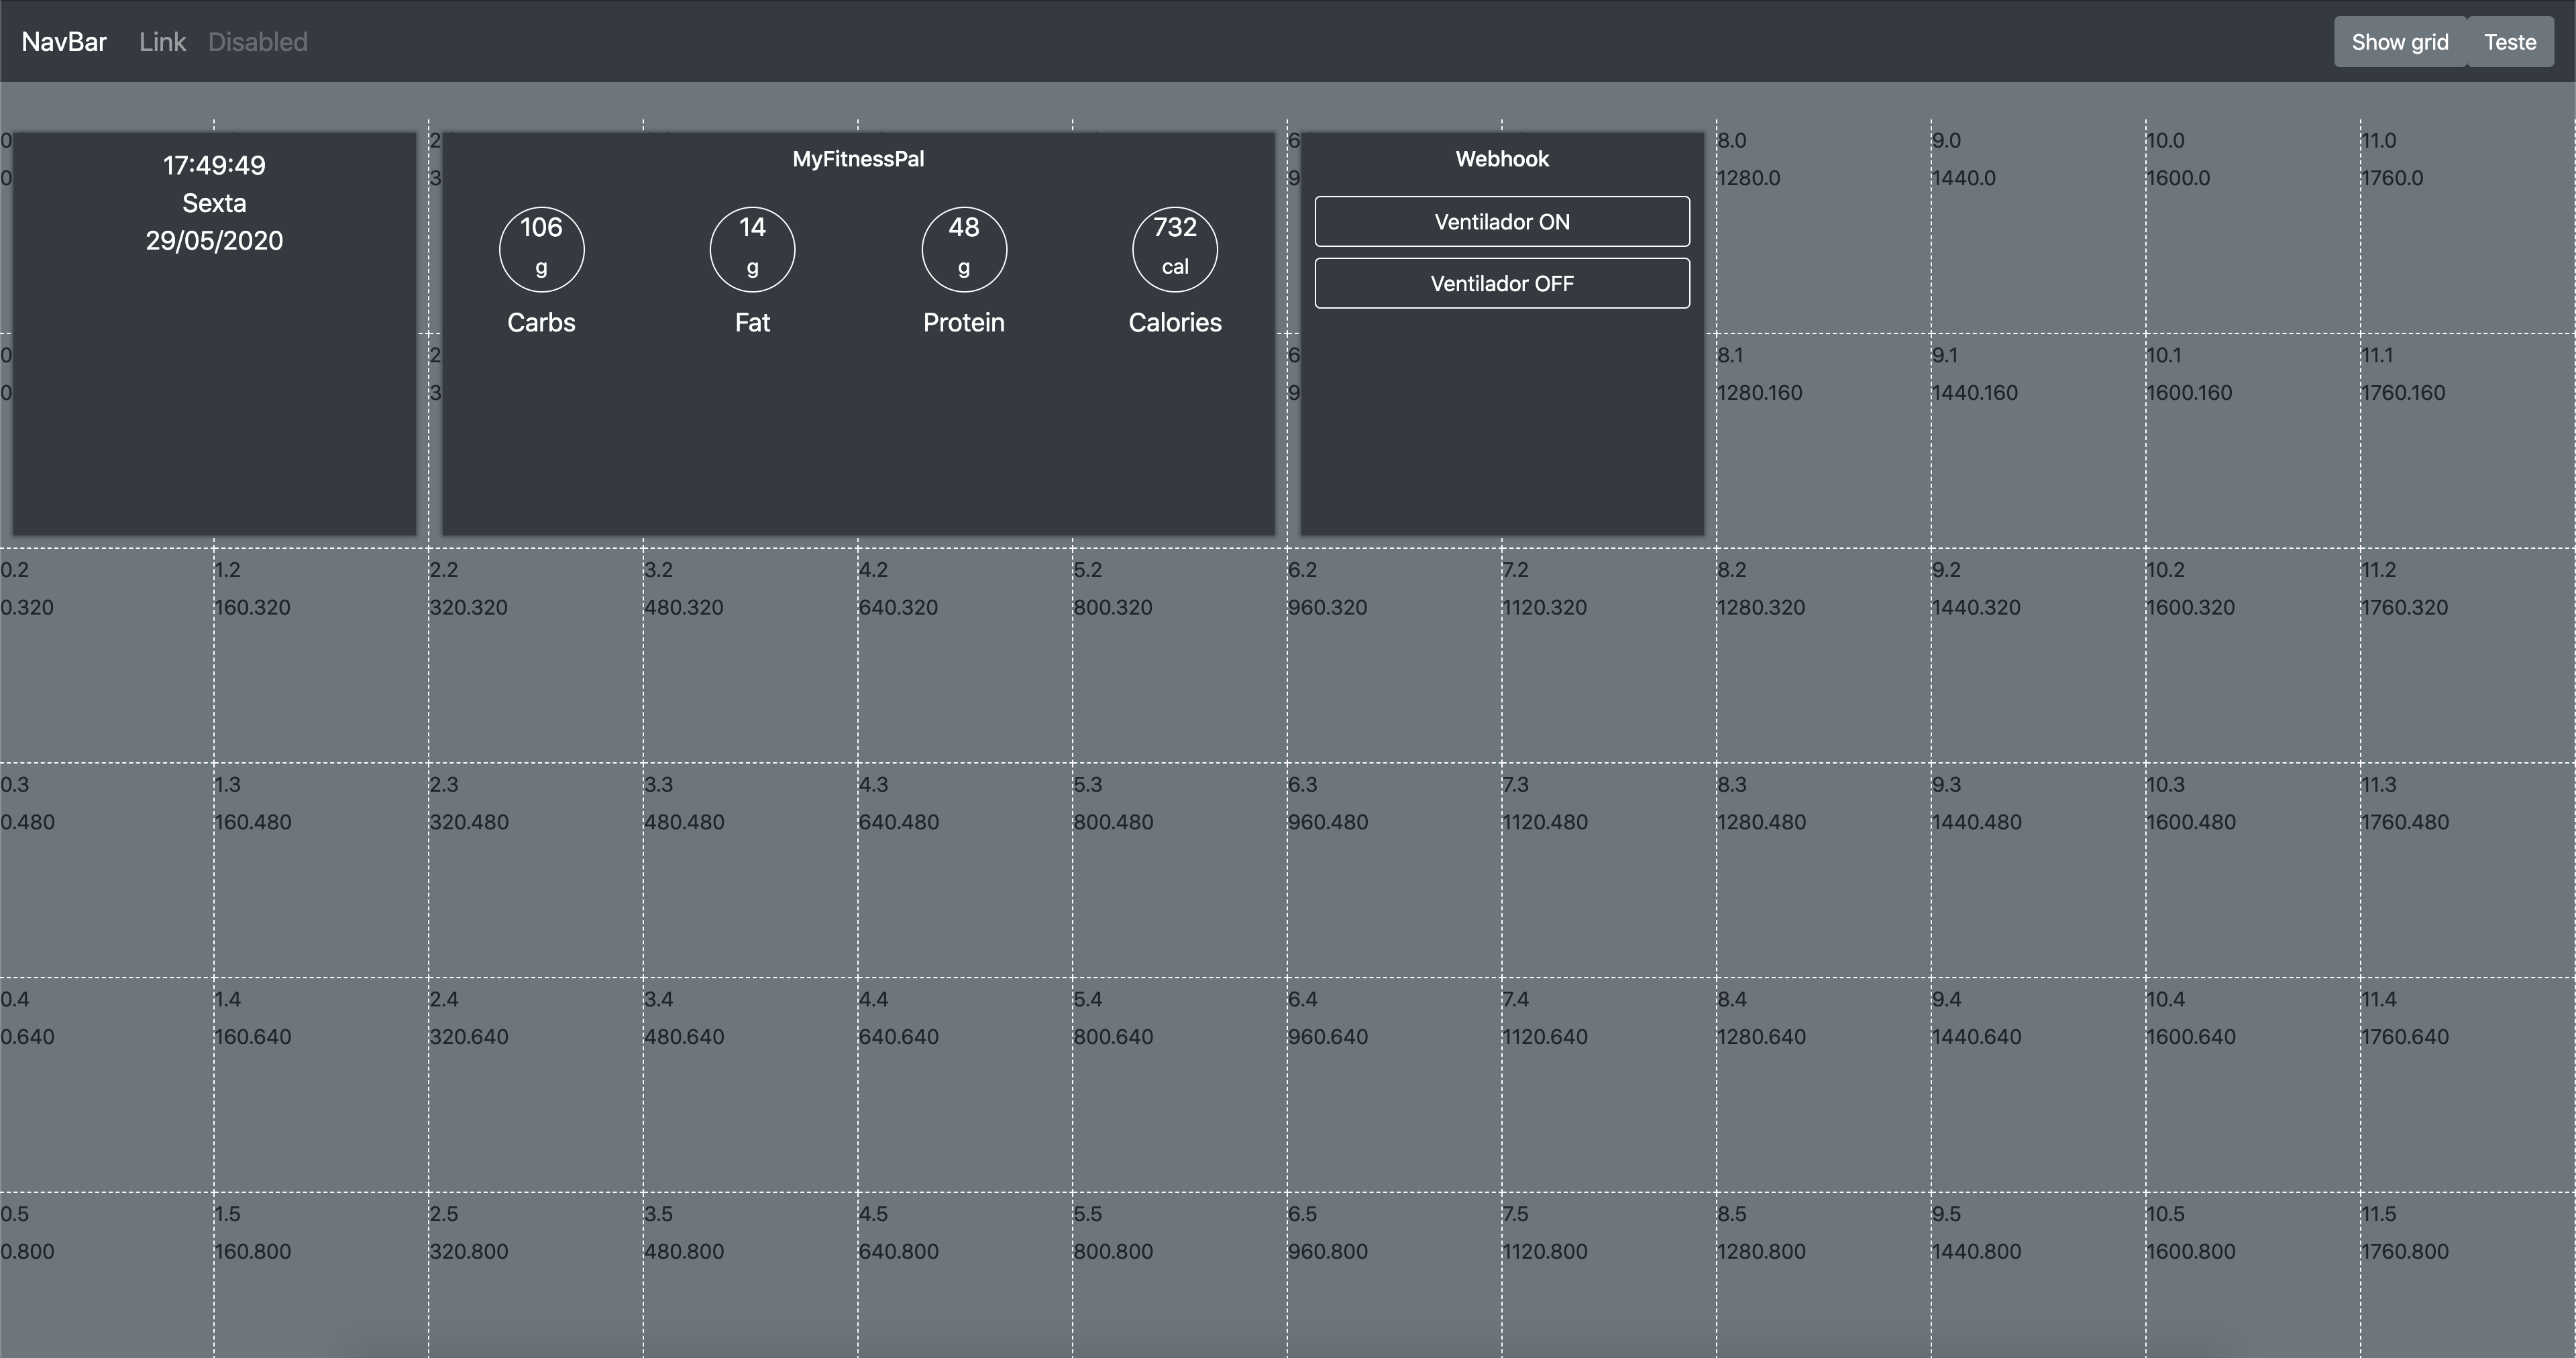 NavBar Link Disabled Show grid Teste
0 2 6 8.0 9.0 10.0 11.0
0 3 9 1280.0 1440.0 1600.0 1760.0
17:49:49
Sexta
29/05/2020
MyFitnessPal
106 14 48 732
g g g cal
Carbs Fat Protein Calories
Webhook
Ventilador ON
Ventilador OFF
0 2 6 8.1 9.1 10.1 11.1
0 3 9 1280.160 1440.160 1600.160 1760.160
0.2 1.2 2.2 3.2 4.2 5.2 6.2 7.2 8.2 9.2 10.2 11.2
0.320 160.320 320.320 480.320 640.320 800.320 960.320 1120.320 1280.320 1440.320 1600.320 1760.320
0.3 1.3 2.3 3.3 4.3 5.3 6.3 7.3 8.3 9.3 10.3 11.3
0.480 160.480 320.480 480.480 640.480 800.480 960.480 1120.480 1280.480 1440.480 1600.480 1760.480
0.4 1.4 2.4 3.4 4.4 5.4 6.4 7.4 8.4 9.4 10.4 11.4
0.640 160.640 320.640 480.640 640.640 800.640 960.640 1120.640 1280.640 1440.640 1600.640 1760.640
0.5 1.5 2.5 3.5 4.5 5.5 6.5 7.5 8.5 9.5 10.5 11.5
0.800 160.800 320.800 480.800 640.800 800.800 960.800 1120.800 1280.800 1440.800 1600.800 1760.800